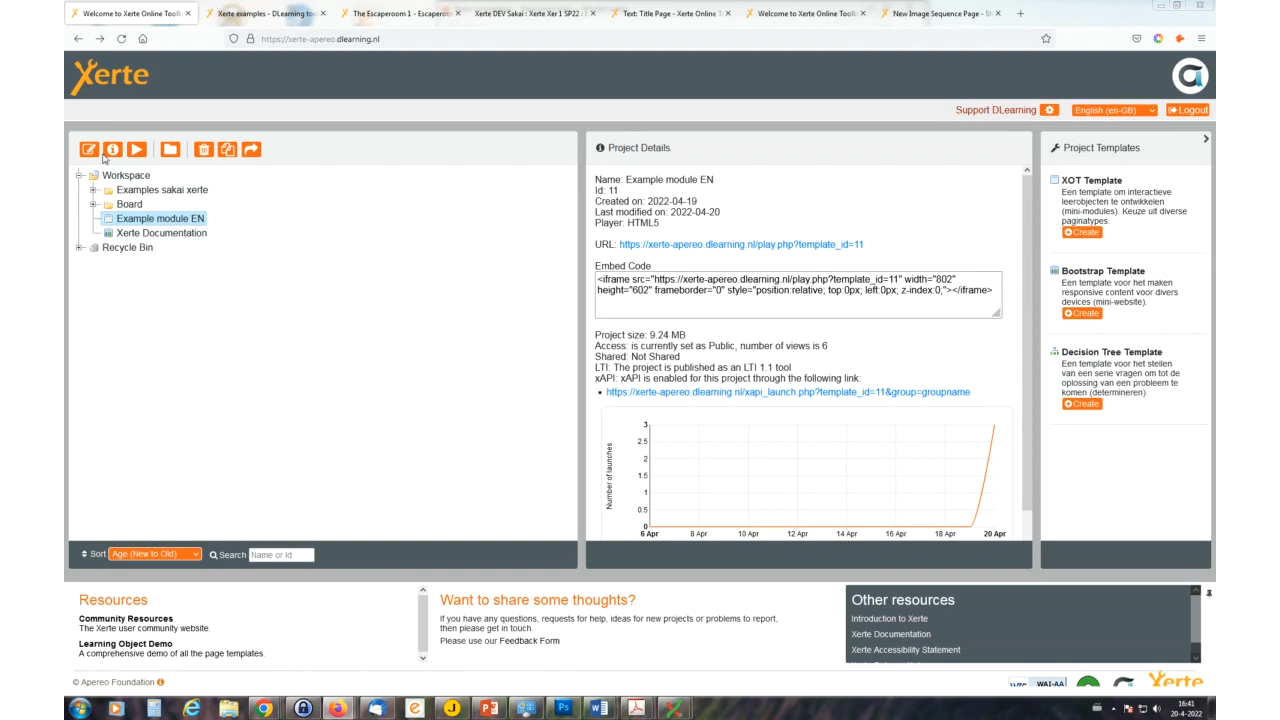 Welcome to Xerte Online Toolk
Xerte examples - DLearning to
The Escaperoom 1 - Escapero
Xerte DEV Sakai : Xerte Xer 1 SP22 :
Text: Title Page - Xerte Online T
Welcome to Xerte Online Toolk
New Image Sequence Page - St
https://xerte-apereo.dlearning.nl
Xerte
Support DLearning
English (en-GB)
Logout
Project Details
Project Templates
Workspace
Examples sakai xerte
Board
Example module EN
Xerte Documentation
Recycle Bin
Name: Example module EN
Id: 11
Created on: 2022-04-19
Last modified on: 2022-04-20
Player: HTML5
URL: https://xerte-apereo.dlearning.nl/play.php?template_id=11
Embed Code
<iframe src="https://xerte-apereo.dlearning.nl/play.php?template_id=11" width="802"
height="602" frameborder="0" style="position:relative; top:0px; left:0px; z-index:0;"></iframe>
Project size: 9.24 MB
Access: is currently set as Public, number of views is 6
Shared: Not Shared
LTI: The project is published as an LTI 1.1 tool
xAPI: xAPI is enabled for this project through the following link:
https://xerte-apereo.dlearning.nl/xapi_launch.php?template_id=11&group=groupname
Number of launches
3
2.5
2
1.5
1
0.5
0
6 Apr
8 Apr
10 Apr
12 Apr
14 Apr
16 Apr
18 Apr
20 Apr
XOT Template
Een template om interactieve
leerobjecten te ontwikkelen
(mini-modules). Keuze uit diverse
paginatypes.
Create
Bootstrap Template
Een template voor het maken
responsive content voor divers
devices (mini-website).
Create
Decision Tree Template
Een template voor het stellen
van een serie vragen om tot de
oplossing van een probleem te
komen (determineren).
Create
Sort
Age (New to Old)
Search
Name or Id
Resources
Community Resources
The Xerte user community website.
Learning Object Demo
A comprehensive demo of all the page templates.
Want to share some thoughts?
If you have any questions, requests for help, ideas for new projects or problems to report,
then please get in touch.
Please use our Feedback Form
Other resources
Introduction to Xerte
Xerte Documentation
Xerte Accessibility Statement
© Apereo Foundation
WAI-AA
Xerte
16:41
20-4-2022